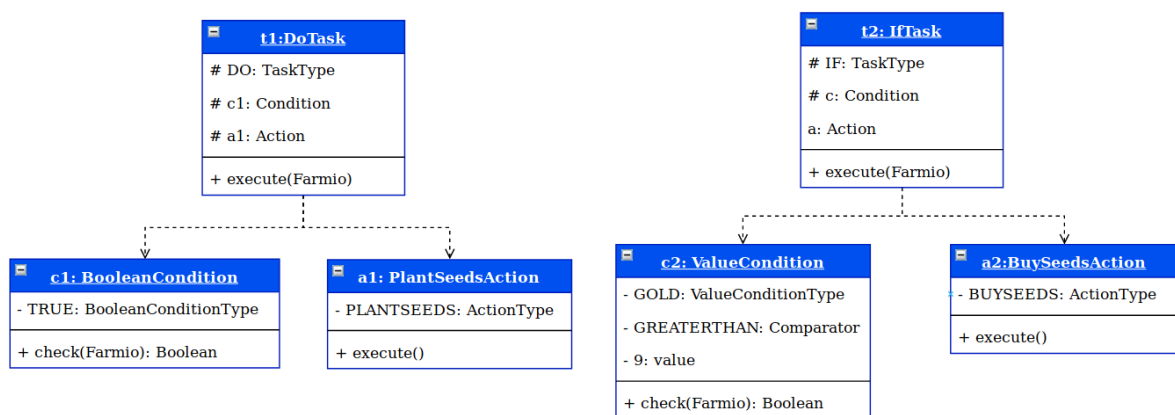 t1:DoTask
# DO: TaskType
# c1: Condition
# a1: Action
+ execute(Farmio)
c1: BooleanCondition
- TRUE: BooleanConditionType
+ check(Farmio): Boolean
a1: PlantSeedsAction
- PLANTSEEDS: ActionType
+ execute()
t2: IfTask
# IF: TaskType
# c: Condition
a: Action
+ execute(Farmio)
c2: ValueCondition
- GOLD: ValueConditionType
- GREATERTHAN: Comparator
- 9: value
+ check(Farmio): Boolean
a2:BuySeedsAction
- BUYSEEDS: ActionType
+ execute()